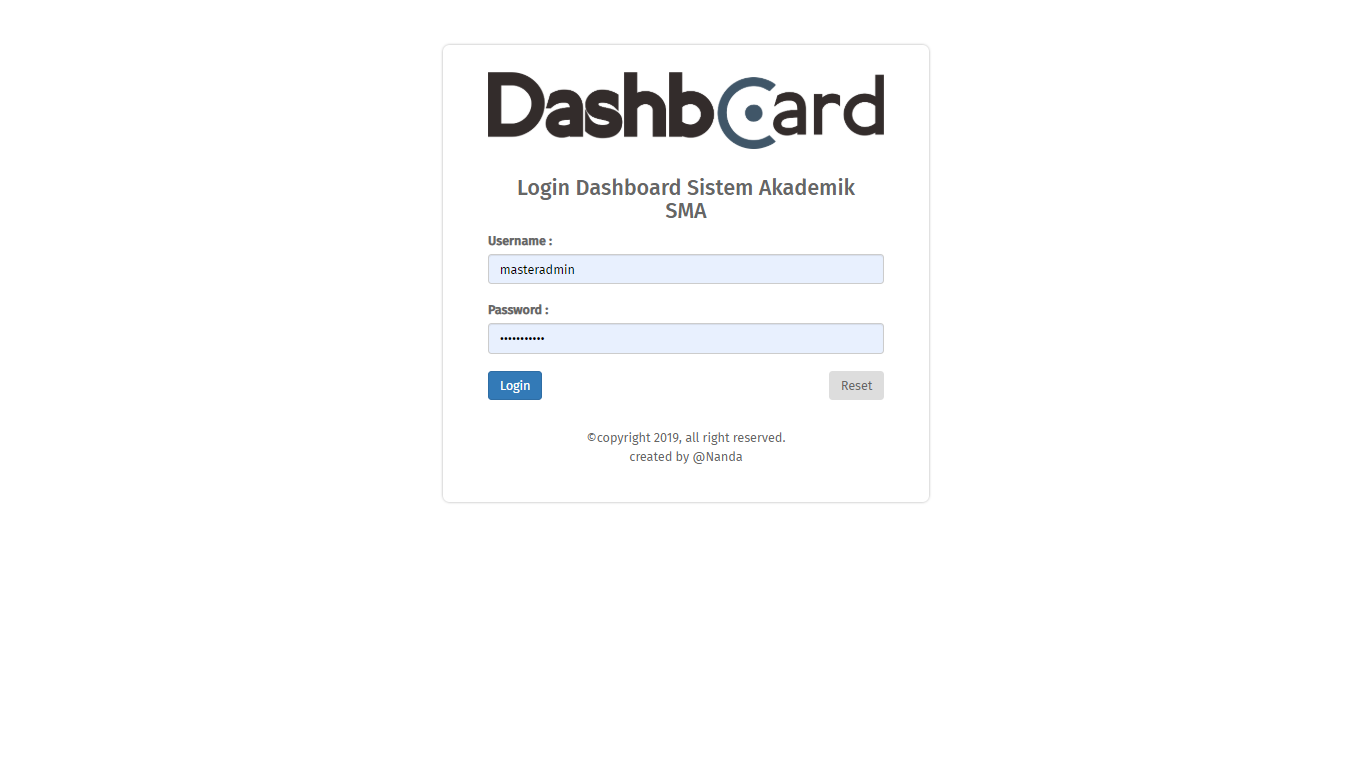 Dashboard
Login Dashboard Sistem Akademik
SMA
Username :
masteradmin
Password :
•••••••••••
Login
Reset
©copyright 2019, all right reserved.
created by @Nanda